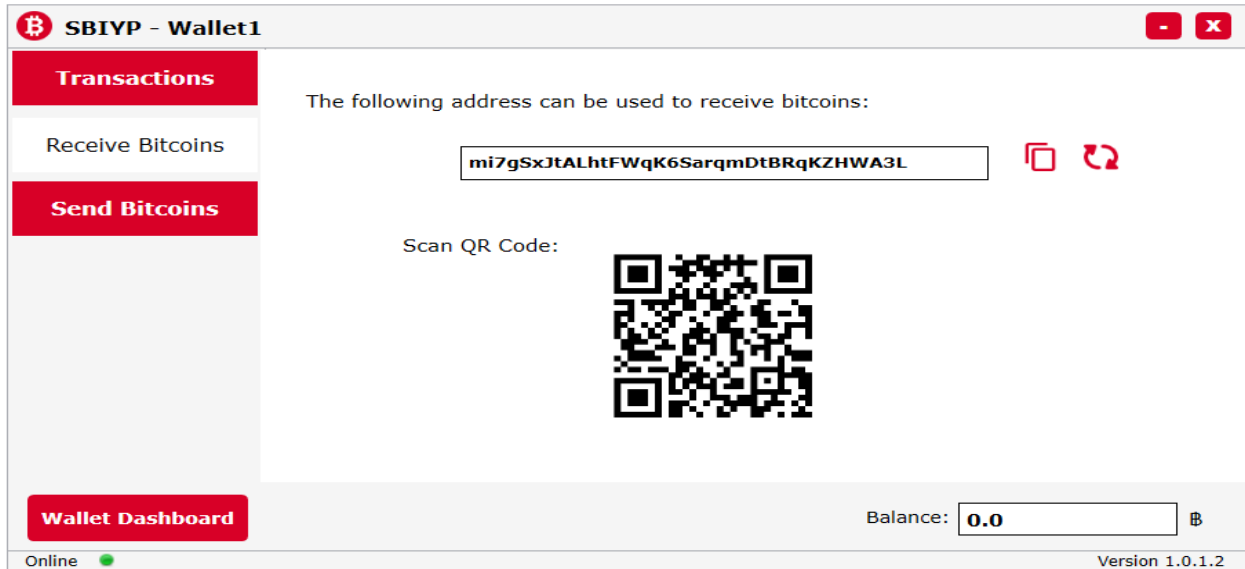 SBIYP - Wallet1
-
x
Transactions
The following address can be used to receive bitcoins:
Receive Bitcoins
mi7gSxJtALhtFWqK6SarqmDtBRqKZHWA3L
Send Bitcoins
Scan QR Code:
Wallet Dashboard
Balance: 0.0 ฿
Online
Version 1.0.1.2